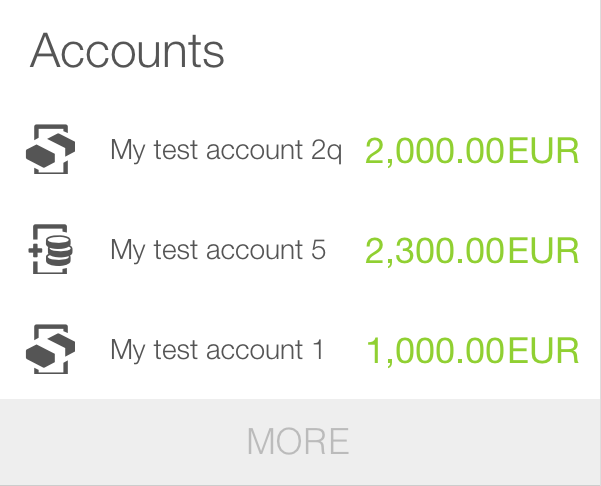 Accounts
My test account 2q 2,000.00EUR
My test account 5 2,300.00EUR
My test account 1 1,000.00EUR
MORE